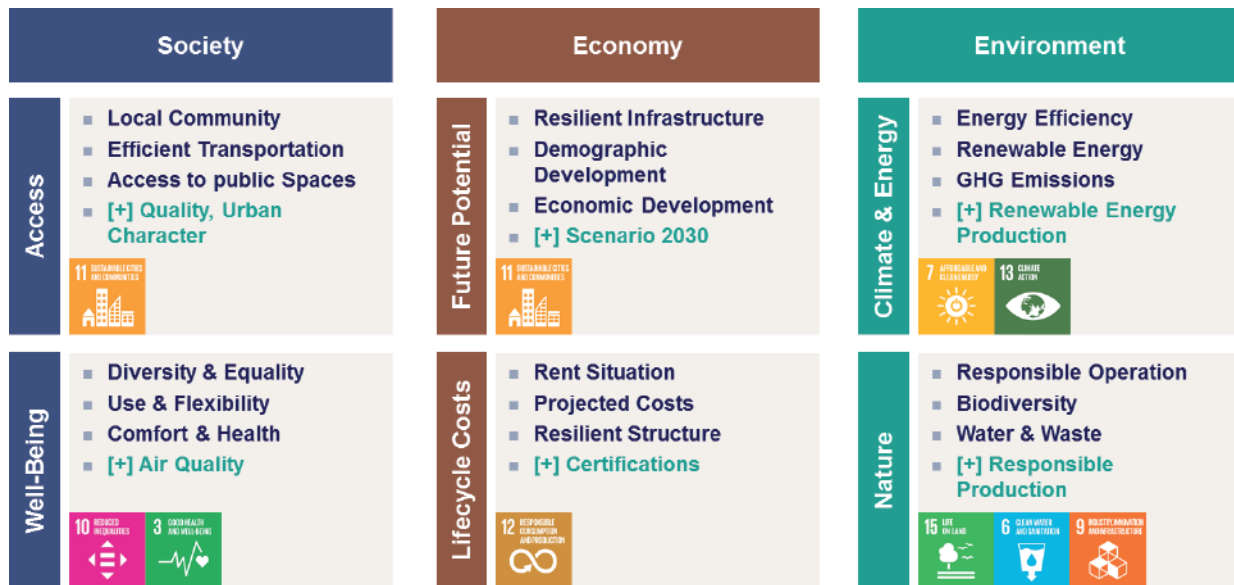 Society
Economy
Environment
Access
Local Community
Efficient Transportation
Access to public Spaces
[+] Quality, Urban
Character
11 SUSTAINABLE CITIES
AND COMMUNITIES
Future Potential
Resilient Infrastructure
Demographic
Development
Economic Development
[+] Scenario 2030
11 SUSTAINABLE CITIES
AND COMMUNITIES
Climate & Energy
Energy Efficiency
Renewable Energy
GHG Emissions
[+] Renewable Energy
Production
7 AFFORDABLE AND
CLEAN ENERGY
13 CLIMATE
ACTION
Well-Being
Diversity & Equality
Use & Flexibility
Comfort & Health
[+] Air Quality
10 REDUCED
INEQUALITIES
3 GOOD HEALTH
AND WELL-BEING
Lifecycle Costs
Rent Situation
Projected Costs
Resilient Structure
[+] Certifications
12 RESPONSIBLE
CONSUMPTION
AND PRODUCTION
Nature
Responsible Operation
Biodiversity
Water & Waste
[+] Responsible
Production
15 LIFE
ON LAND
6 CLEAN WATER
AND SANITATION
9 INDUSTRY, INNOVATION
AND INFRASTRUCTURE